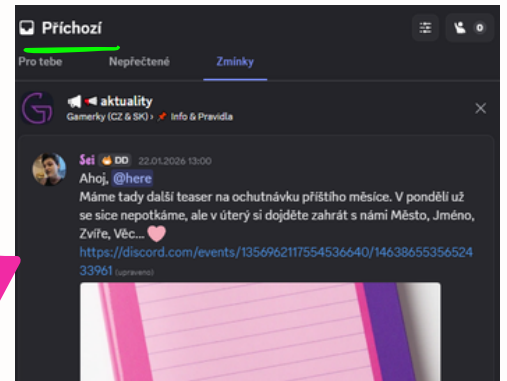 Příchozí
0
Pro tebe Nepřečtené Zmínky
aktuality
Gamerky (CZ & SK) › 📌 Info & Pravidla
Sei 🔥 DD 22.01.2026 13:00
Ahoj, @here
Máme tady další teaser na ochutnávku příštího měsíce. V pondělí už
se sice nepotkáme, ale v úterý si dojděte zahrát s námi Město, Jméno,
Zvíře, Věc... 🩷
https://discord.com/events/1356962117554536640/14638655356524
33961 (upraveno)